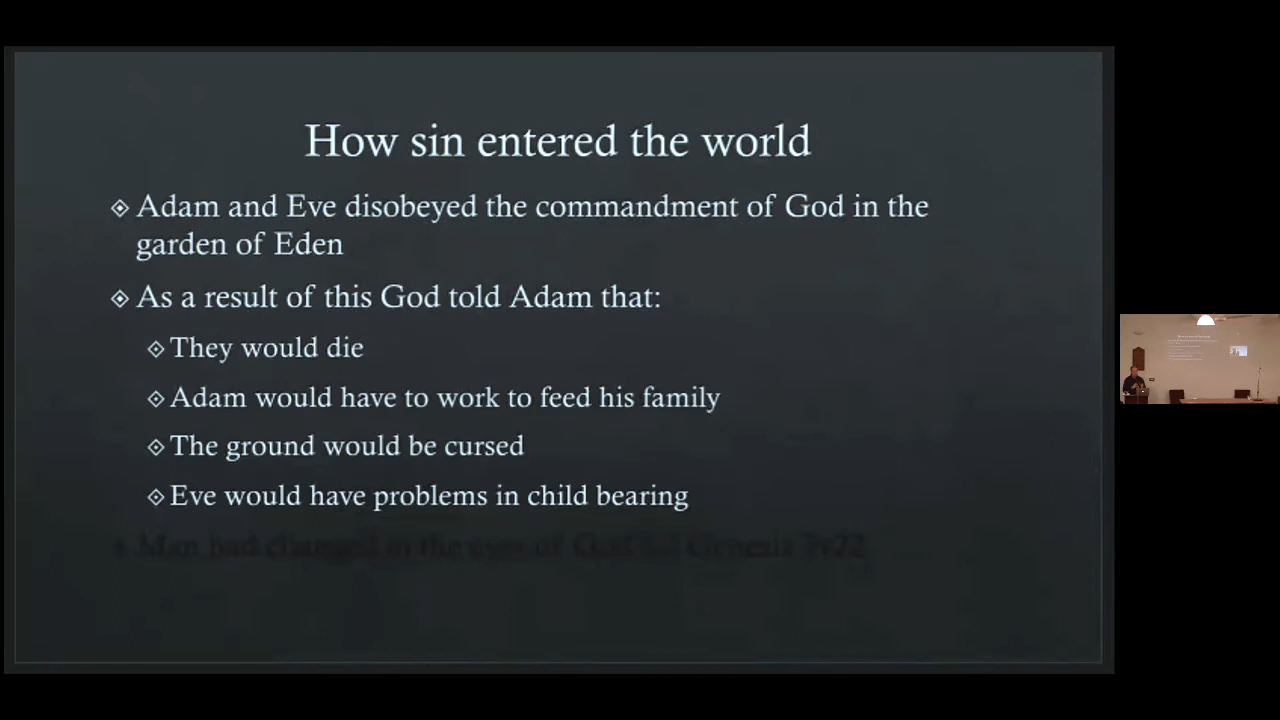 How sin entered the world
Adam and Eve disobeyed the commandment of God in the
garden of Eden
As a result of this God told Adam that:
They would die
Adam would have to work to feed his family
The ground would be cursed
Eve would have problems in child bearing
Man had changed in the eyes of Genesis 3v22